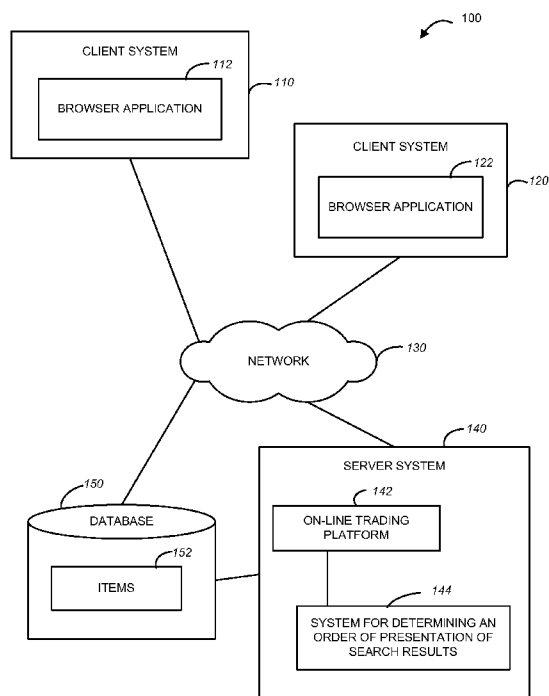 100
CLIENT SYSTEM
112
BROWSER APPLICATION
110
CLIENT SYSTEM
122
BROWSER APPLICATION
120
NETWORK
130
140
SERVER SYSTEM
142
ON-LINE TRADING
PLATFORM
150
DATABASE
152
ITEMS
144
SYSTEM FOR DETERMINING AN
ORDER OF PRESENTATION OF
SEARCH RESULTS